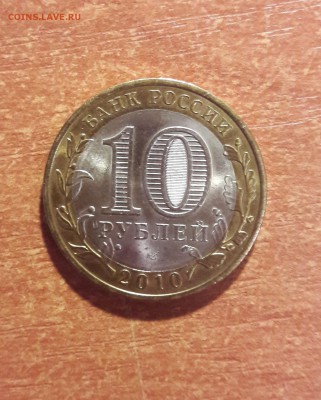 COINS.LAVE.RU
БАНК РОССИИ
10
РУБЛЕЙ
2010